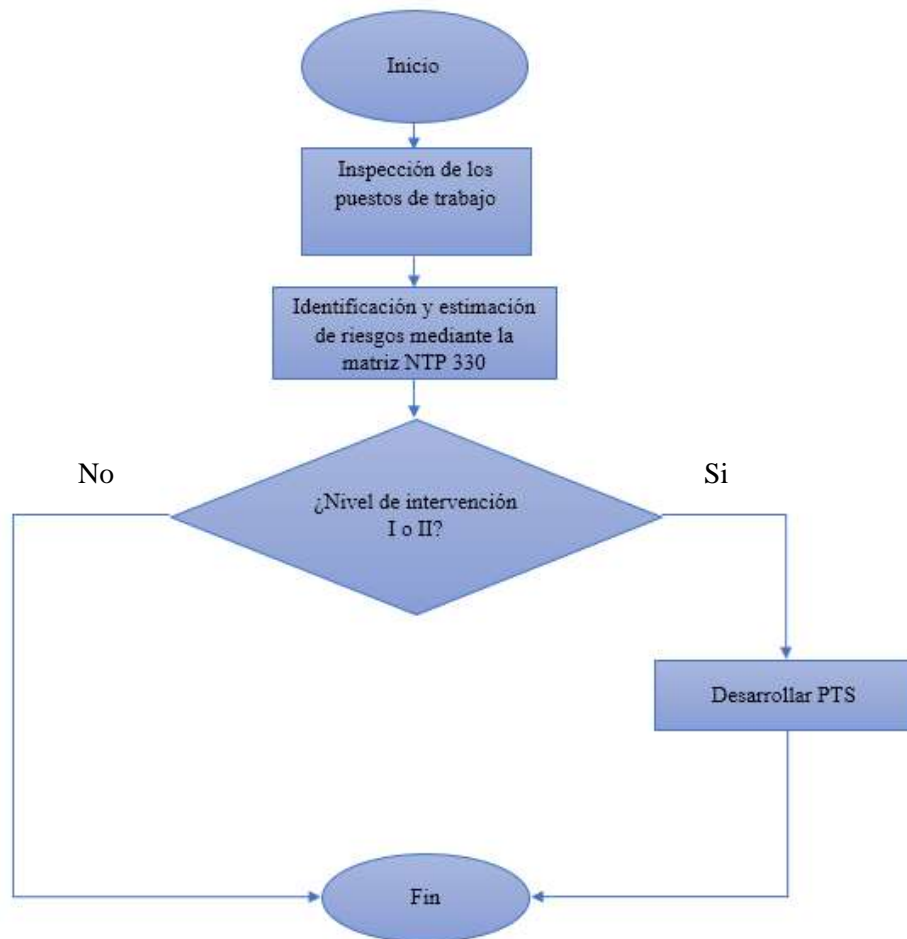 Inicio
Inspección de los
puestos de trabajo
Identificación y estimación
de riesgos mediante la
matriz NTP 330
No
Si
¿Nivel de intervención
I o II?
Desarrollar PTS
Fin